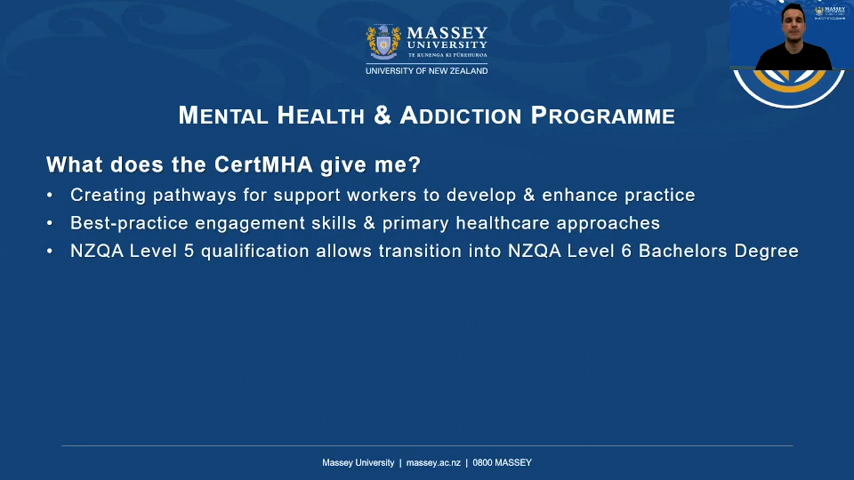 MASSEY
UNIVERSITY
TE KUNENGA KI PŪREHUROA
UNIVERSITY OF NEW ZEALAND
MENTAL HEALTH & ADDICTION PROGRAMME
What does the CertMHA give me?
• Creating pathways for support workers to develop & enhance practice
• Best-practice engagement skills & primary healthcare approaches
• NZQA Level 5 qualification allows transition into NZQA Level 6 Bachelors Degree
Massey University | massey.ac.nz | 0800 MASSEY